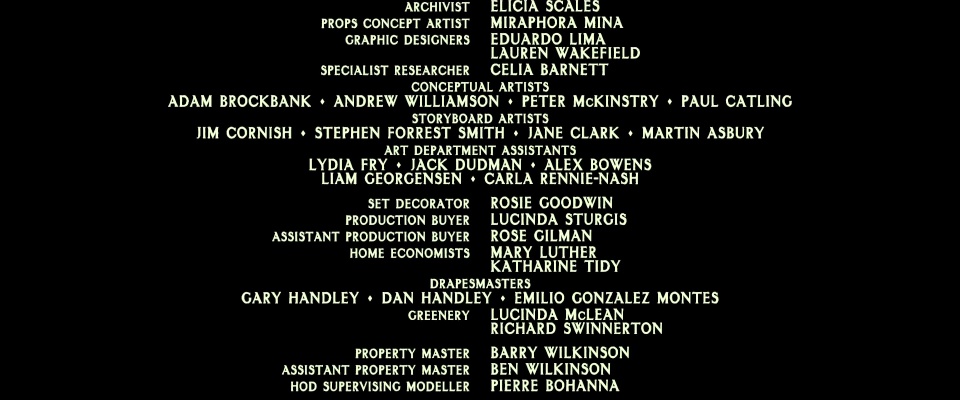 ARCHIVIST ELICIA SCALES
PROPS CONCEPT ARTIST MIRAPHORA MINA
GRAPHIC DESIGNERS EDUARDO LIMA
LAUREN WAKEFIELD
SPECIALIST RESEARCHER CELIA BARNETT
CONCEPTUAL ARTISTS
ADAM BROCKBANK ♦ ANDREW WILLIAMSON ♦ PETER McKINSTRY ♦ PAUL CATLING
STORYBOARD ARTISTS
JIM CORNISH ♦ STEPHEN FORREST SMITH ♦ JANE CLARK ♦ MARTIN ASBURY
ART DEPARTMENT ASSISTANTS
LYDIA FRY ♦ JACK DUDMAN ♦ ALEX BOWENS
LIAM GEORGENSEN ♦ CARLA RENNIE-NASH
SET DECORATOR ROSIE GOODWIN
PRODUCTION BUYER LUCINDA STURGIS
ASSISTANT PRODUCTION BUYER ROSE GILMAN
HOME ECONOMISTS MARY LUTHER
KATHARINE TIDY
DRAPESMASTERS
GARY HANDLEY ♦ DAN HANDLEY ♦ EMILIO GONZALEZ MONTES
GREENERY LUCINDA McLEAN
RICHARD SWINNERTON
PROPERTY MASTER BARRY WILKINSON
ASSISTANT PROPERTY MASTER BEN WILKINSON
HOD SUPERVISING MODELLER PIERRE BOHANNA